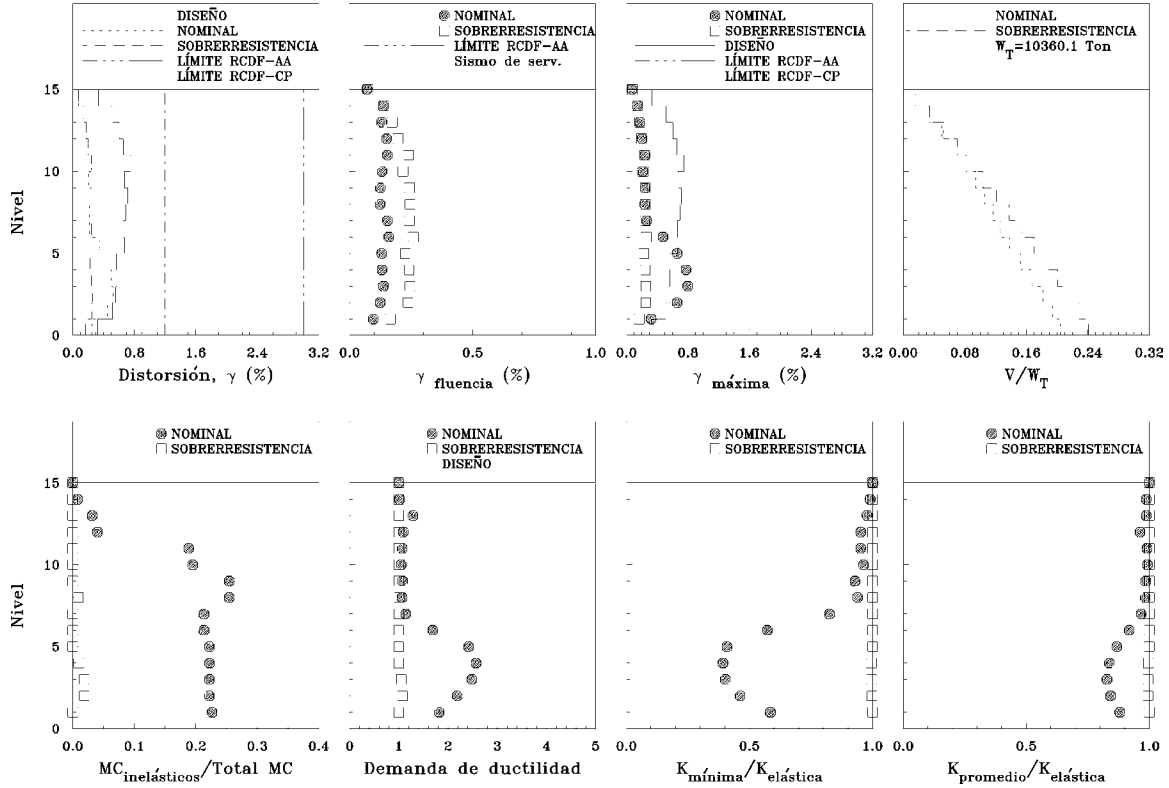 DISEÑO
NOMINAL
SOBRERRESISTENCIA
LÍMITE RCDF-AA
LÍMITE RCDF-CP
NOMINAL
SOBRERRESISTENCIA
LÍMITE RCDF-AA
Sismo de serv.
NOMINAL
SOBRERRESISTENCIA
DISEÑO
LÍMITE RCDF-AA
LÍMITE RCDF-CP
NOMINAL
SOBRERRESISTENCIA
W_T=10360.1 Ton
Nivel
15
10
5
0
0.0 0.8 1.6 2.4 3.2
Distorsión, γ (%)
0.0 0.5 1.0
γ fluencia (%)
0.0 0.8 1.6 2.4 3.2
γ máxima (%)
0.00 0.08 0.16 0.24 0.32
V/W_T
NOMINAL
SOBRERRESISTENCIA
NOMINAL
SOBRERRESISTENCIA
DISEÑO
NOMINAL
SOBRERRESISTENCIA
NOMINAL
SOBRERRESISTENCIA
Nivel
15
10
5
0
0.0 0.1 0.2 0.3 0.4
MC inelásticos/Total MC
0 1 2 3 4 5
Demanda de ductilidad
0.0 0.5 1.0
K mínima/K elástica
0.0 0.5 1.0
K promedio/K elástica